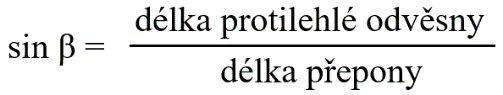 sin β = délka protilehlé odvěsny
délka přepony